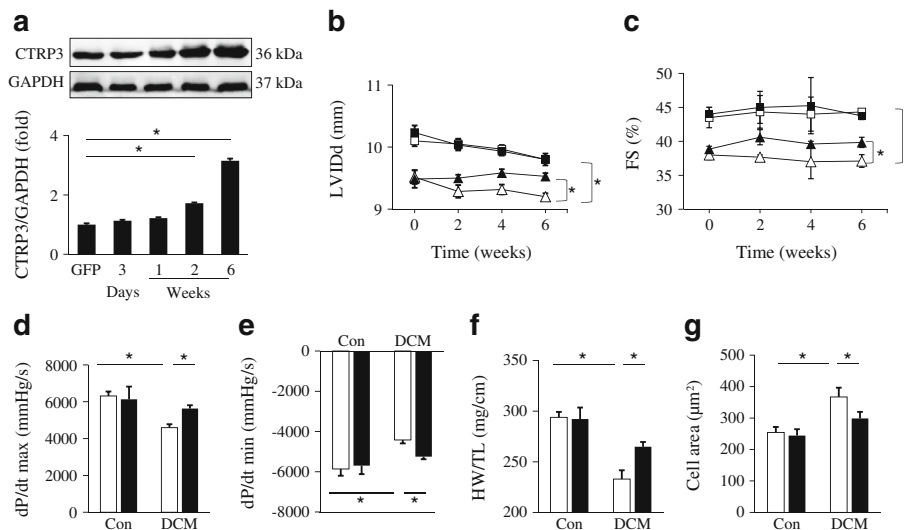 a
CTRP3
36 kDa
GAPDH
37 kDa
CTRP3/GAPDH (fold)
4
2
0
*
*
GFP 3 1 2 6
Days Weeks
b
LVIDd (mm)
11
10
9
*
*
0 2 4 6
Time (weeks)
c
FS (%)
50
45
40
35
30
*
0 2 4 6
Time (weeks)
d
dP/dt max (mmHg/s)
8000
6000
4000
2000
0
* *
Con DCM
e
dP/dt min (mmHg/s)
Con DCM
0
-2000
-4000
-6000
-8000
* *
f
HW/TL (mg/cm)
350
300
250
200
* *
Con DCM
g
Cell area (μm²)
500
400
300
200
100
0
* *
Con DCM